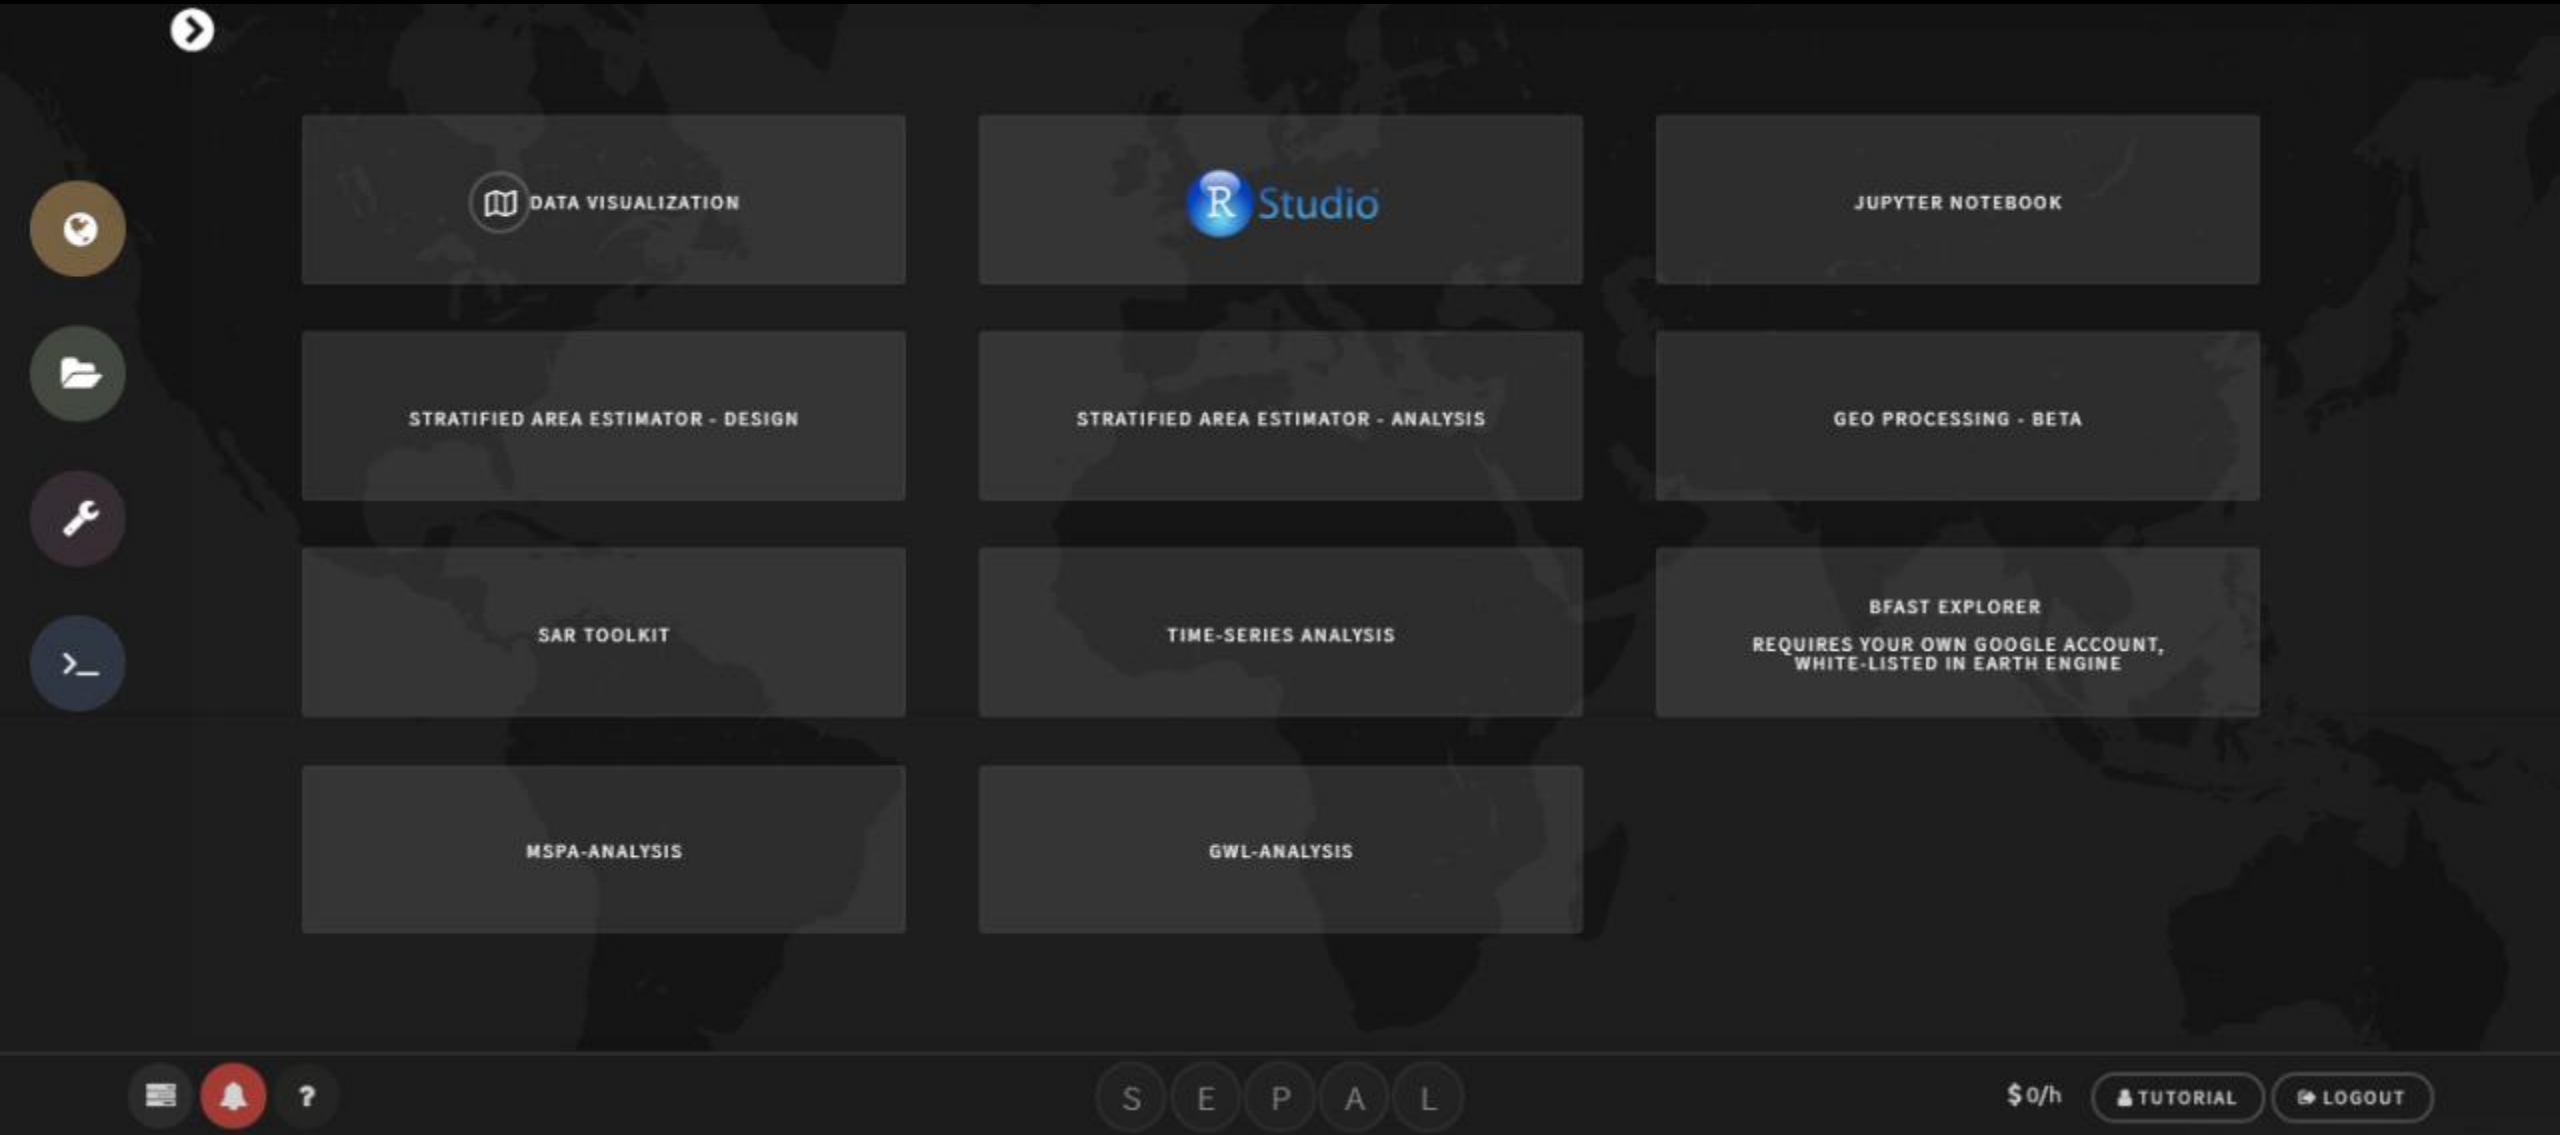 DATA VISUALIZATION
R Studio
JUPYTER NOTEBOOK
STRATIFIED AREA ESTIMATOR - DESIGN
STRATIFIED AREA ESTIMATOR - ANALYSIS
GEO PROCESSING - BETA
SAR TOOLKIT
TIME-SERIES ANALYSIS
BFAST EXPLORER
REQUIRES YOUR OWN GOOGLE ACCOUNT,
WHITE-LISTED IN EARTH ENGINE
MSPA-ANALYSIS
GWL-ANALYSIS
?
S E P A L
$ 0/h
TUTORIAL
LOGOUT